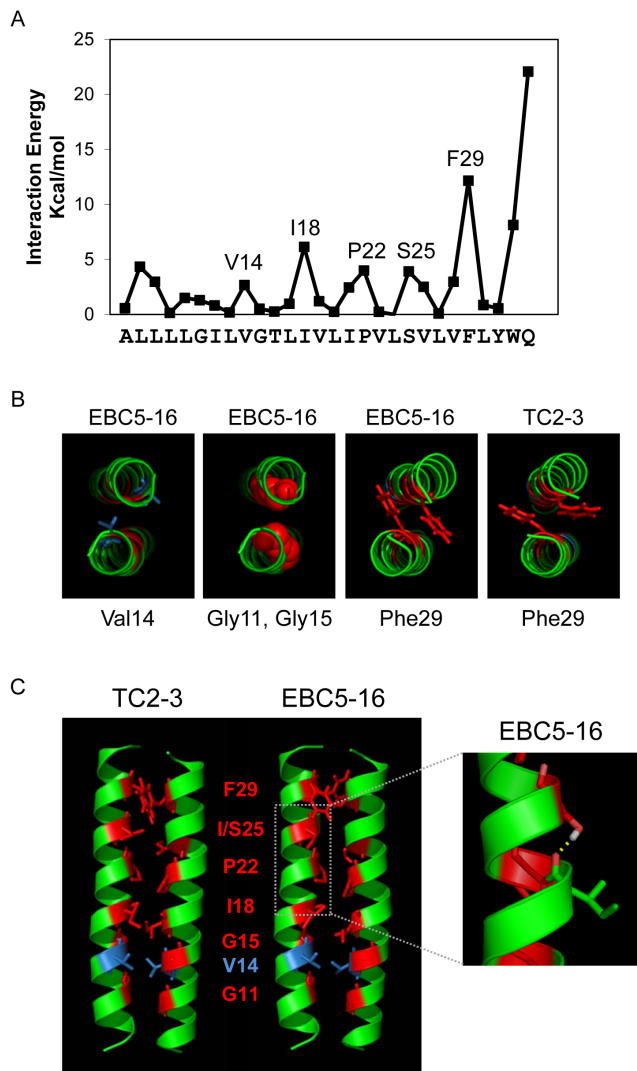 A
25
20
15
10
5
0
Interaction Energy
Kcal/mol
V14
I18
P22
S25
F29
ALLLLGILVGTLIVLIPVLSVLVFLYWQ
B
EBC5-16
EBC5-16
EBC5-16
TC2-3
Val14
Gly11, Gly15
Phe29
Phe29
C
TC2-3
EBC5-16
EBC5-16
F29
I/S25
P22
I18
G15
V14
G11